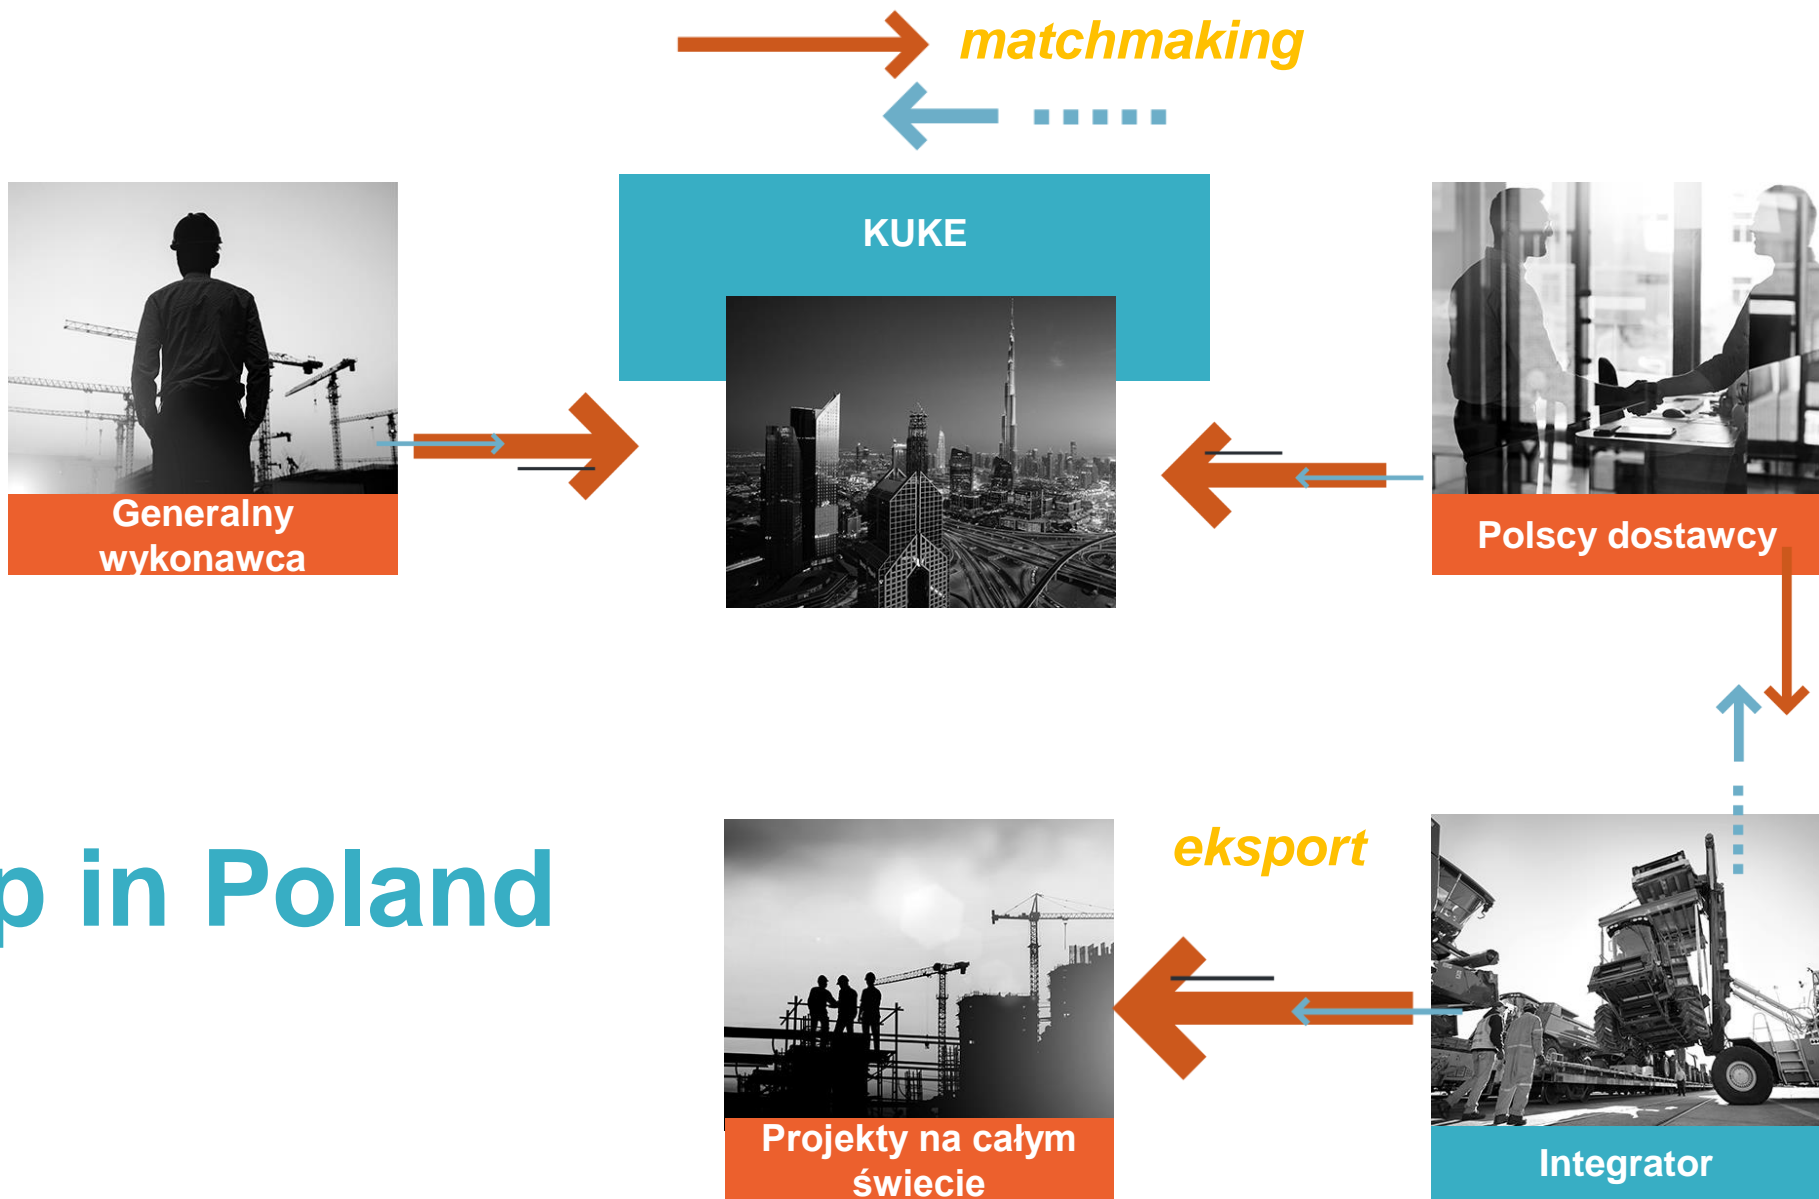 matchmaking
KUKE
Generalny
wykonawca
Polscy dostawcy
p in Poland
eksport
Projekty na całym
świecie
Integrator